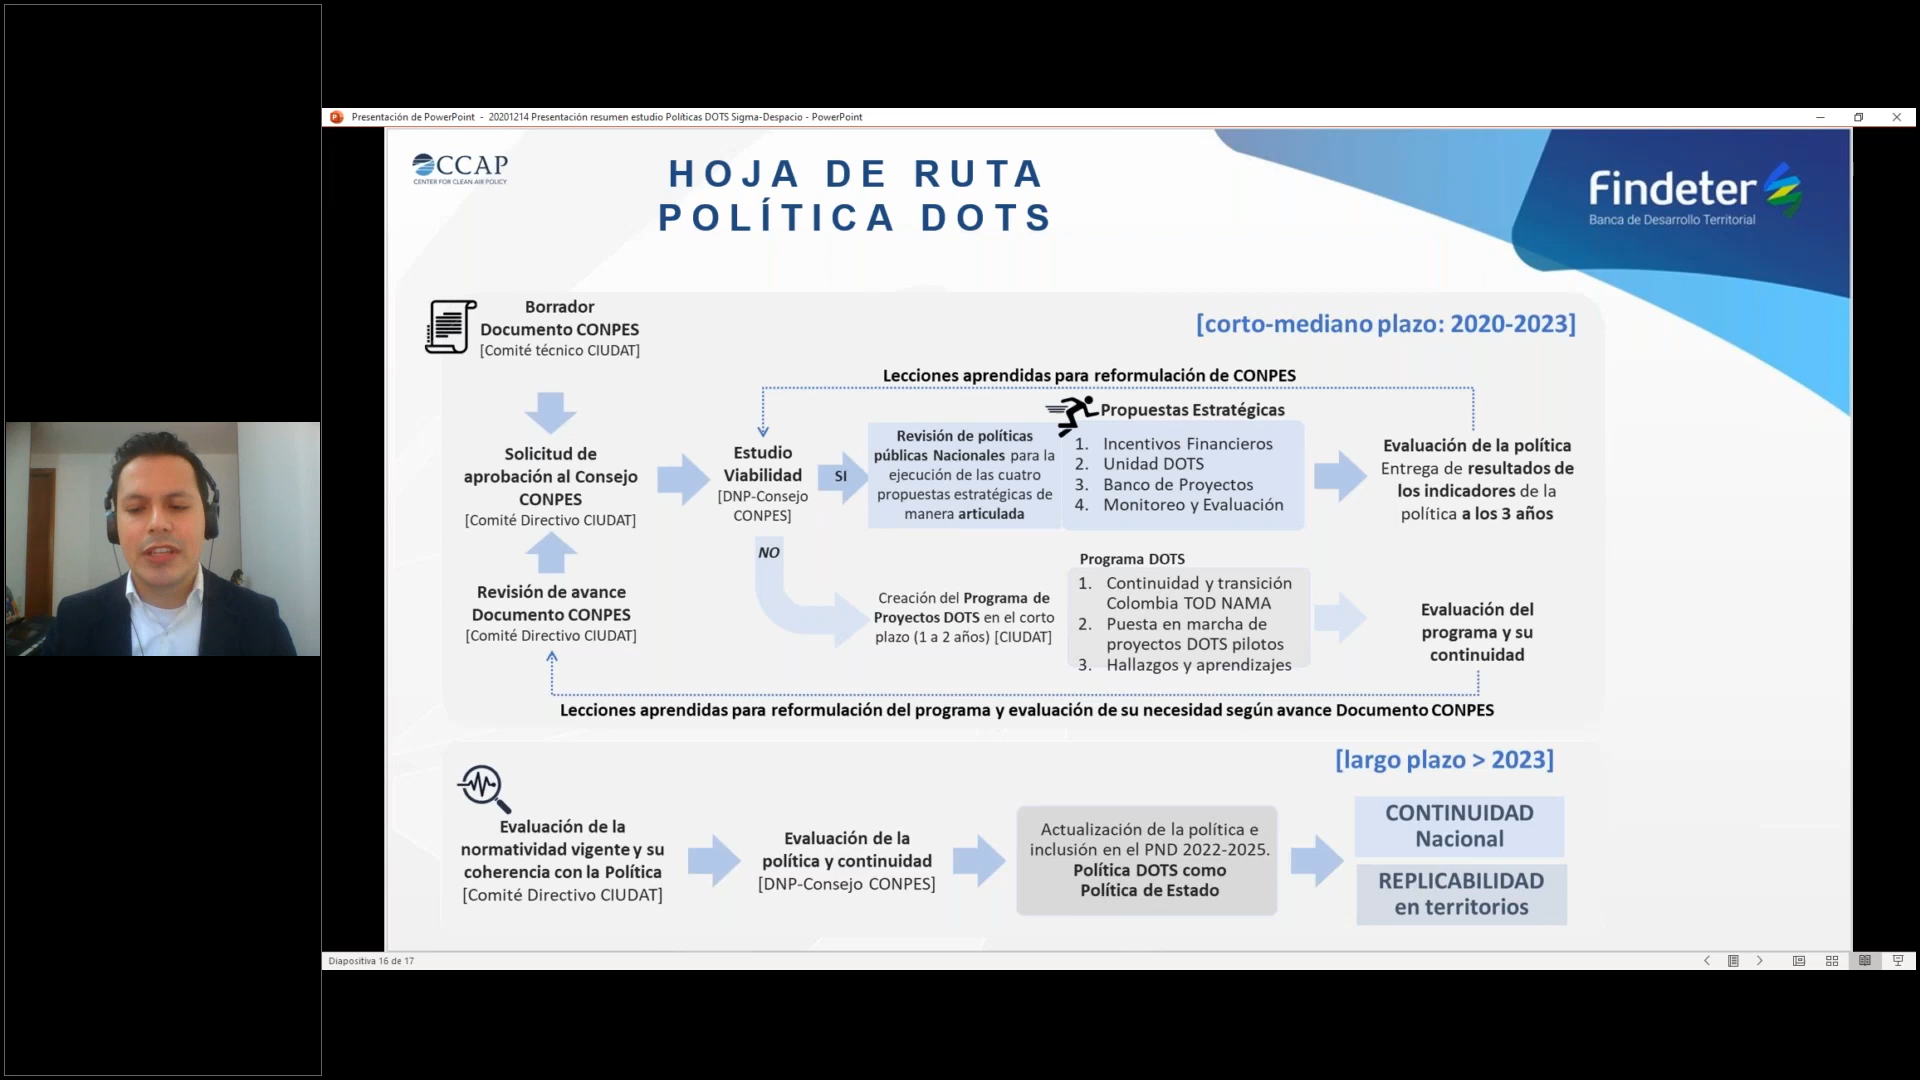 Presentación de PowerPoint - 20201214 Presentación resumen estudio Políticas DOTS Sigma-Despacio - PowerPoint
CCAP
CENTER FOR CLEAN AIR POLICY
HOJA DE RUTA
POLÍTICA DOTS
Findeter
Banca de Desarrollo Territorial
Borrador
Documento CONPES
[Comité técnico CIUDAT]
[corto-mediano plazo: 2020-2023]
Lecciones aprendidas para reformulación de CONPES
Solicitud de
aprobación al Consejo
CONPES
[Comité Directivo CIUDAT]
Revisión de avance
Documento CONPES
[Comité Directivo CIUDAT]
Estudio
Viabilidad
[DNP-Consejo
CONPES]
SI
Revisión de políticas
públicas Nacionales para la
ejecución de las cuatro
propuestas estratégicas de
manera articulada
Propuestas Estratégicas
1. Incentivos Financieros
2. Unidad DOTS
3. Banco de Proyectos
4. Monitoreo y Evaluación
Evaluación de la política
Entrega de resultados de
los indicadores de la
política a los 3 años
NO
Creación del Programa de
Proyectos DOTS en el corto
plazo (1 a 2 años) [CIUDAT]
Programa DOTS
1. Continuidad y transición
Colombia TOD NAMA
2. Puesta en marcha de
proyectos DOTS pilotos
3. Hallazgos y aprendizajes
Evaluación del
programa y su
continuidad
Lecciones aprendidas para reformulación del programa y evaluación de su necesidad según avance Documento CONPES
[largo plazo > 2023]
Evaluación de la
normatividad vigente y su
coherencia con la Política
[Comité Directivo CIUDAT]
Evaluación de la
política y continuidad
[DNP-Consejo CONPES]
Actualización de la política e
inclusión en el PND 2022-2025.
Política DOTS como
Política de Estado
CONTINUIDAD
Nacional
REPLICABILIDAD
en territorios
Diapositiva 16 de 17